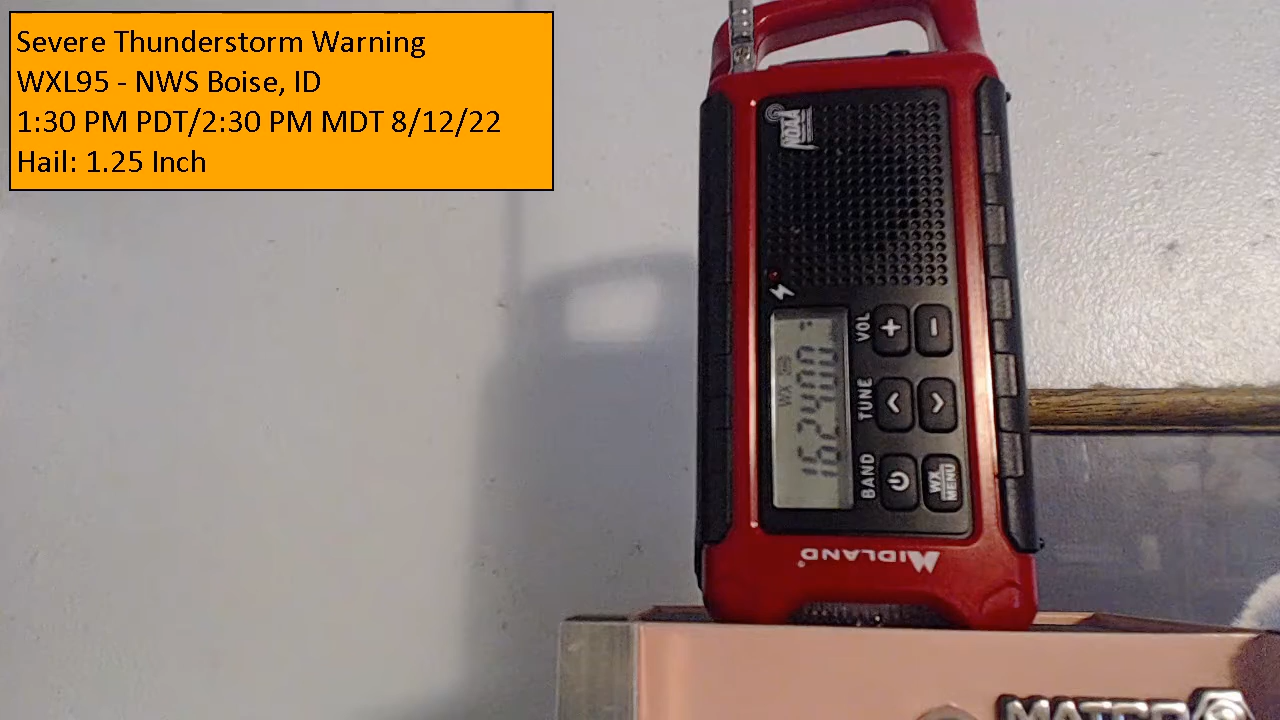 Severe Thunderstorm Warning
WXL95 - NWS Boise, ID
1:30 PM PDT/2:30 PM MDT 8/12/22
Hail: 1.25 Inch
NOAA
WX
162.400
VOL
+
-
TUNE
BAND
WX
MENU
MIDLAND